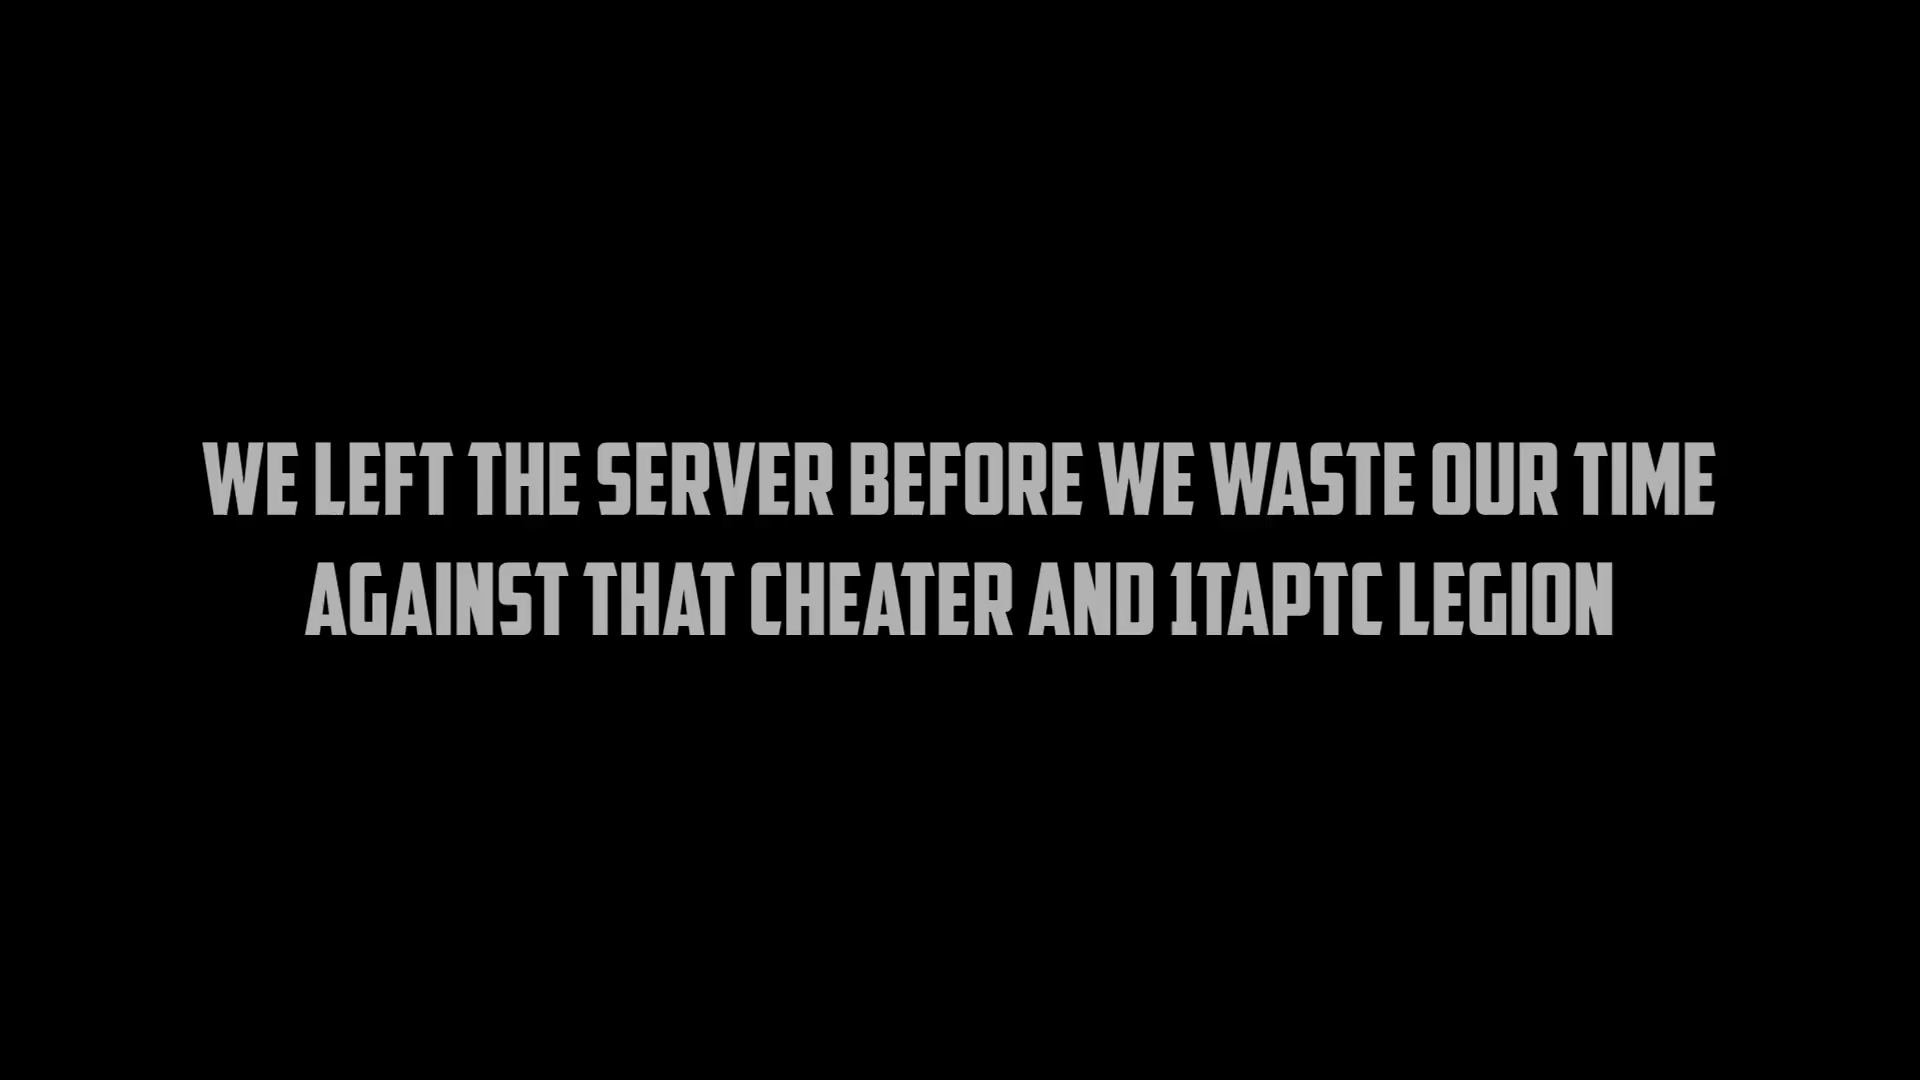 WE LEFT THE SERVER BEFORE WE WASTE OUR TIME
AGAINST THAT CHEATER AND 1TAPTC LEGION